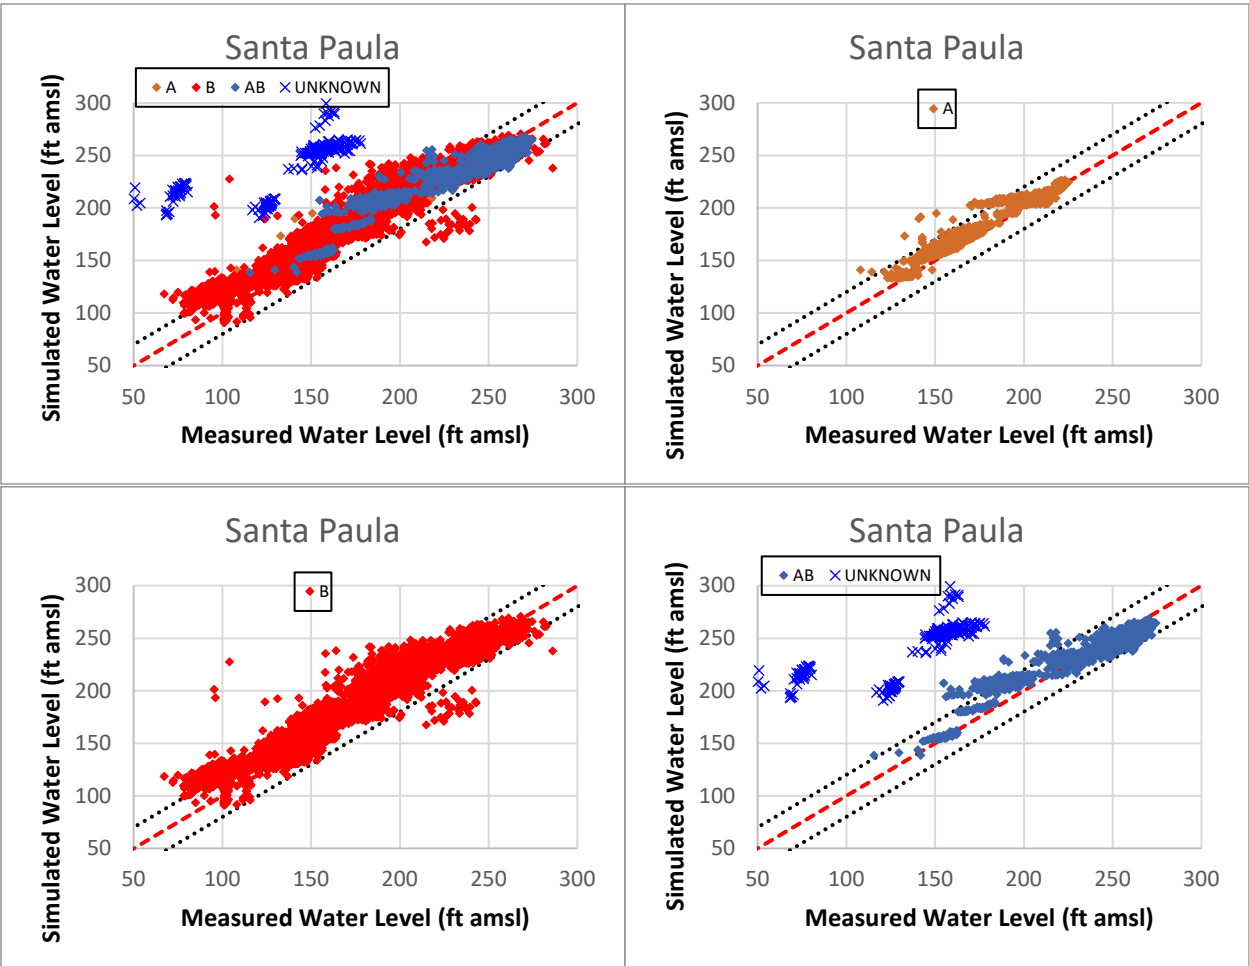 Santa Paula
A B AB UNKNOWN
Simulated Water Level (ft amsl)
300
250
200
150
100
50
50 100 150 200 250 300
Measured Water Level (ft amsl)
Santa Paula
A
Simulated Water Level (ft amsl)
300
250
200
150
100
50
50 100 150 200 250 300
Measured Water Level (ft amsl)
Santa Paula
B
Simulated Water Level (ft amsl)
300
250
200
150
100
50
50 100 150 200 250 300
Measured Water Level (ft amsl)
Santa Paula
AB UNKNOWN
Simulated Water Level (ft amsl)
300
250
200
150
100
50
50 100 150 200 250 300
Measured Water Level (ft amsl)